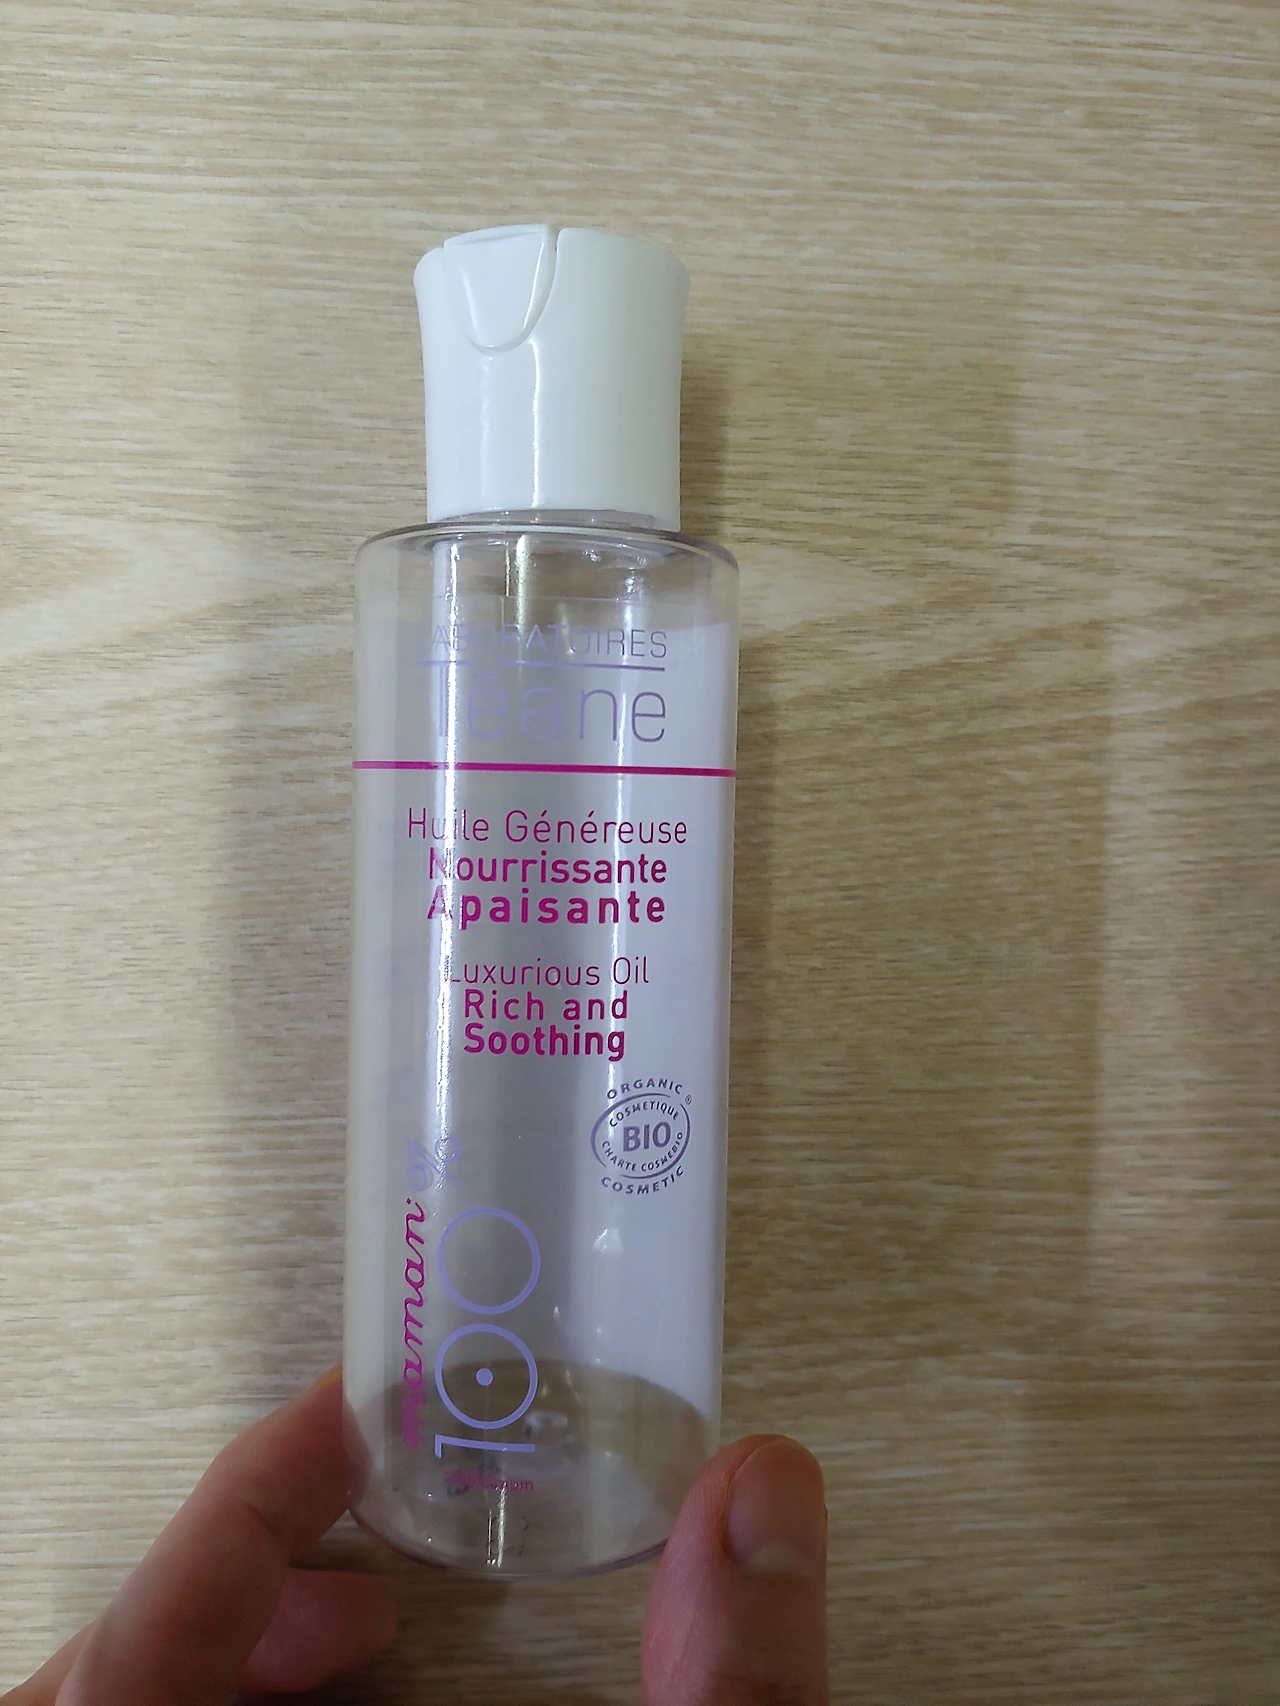 LABORATOIRES
Téane
Huile Généreuse
Nourrissante
Apaisante
Luxurious Oil
Rich and
Soothing
ORGANIC ®
COSMETIQUE
BIO
CHARTE COSMEBIO
COSMETIC
100%
maman